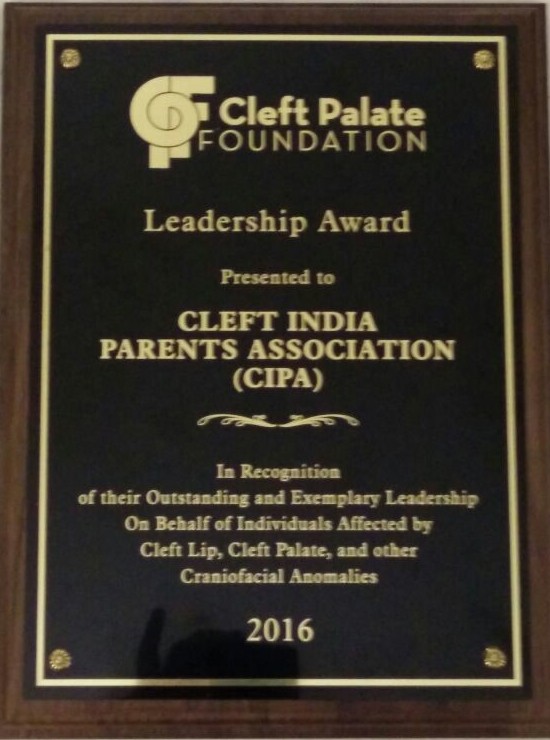 Cleft Palate
FOUNDATION
Leadership Award
Presented to
CLEFT INDIA
PARENTS ASSOCIATION
(CIPA)
In Recognition
of their Outstanding and Exemplary Leadership
On Behalf of Individuals Affected by
Cleft Lip, Cleft Palate, and other
Craniofacial Anomalies
2016